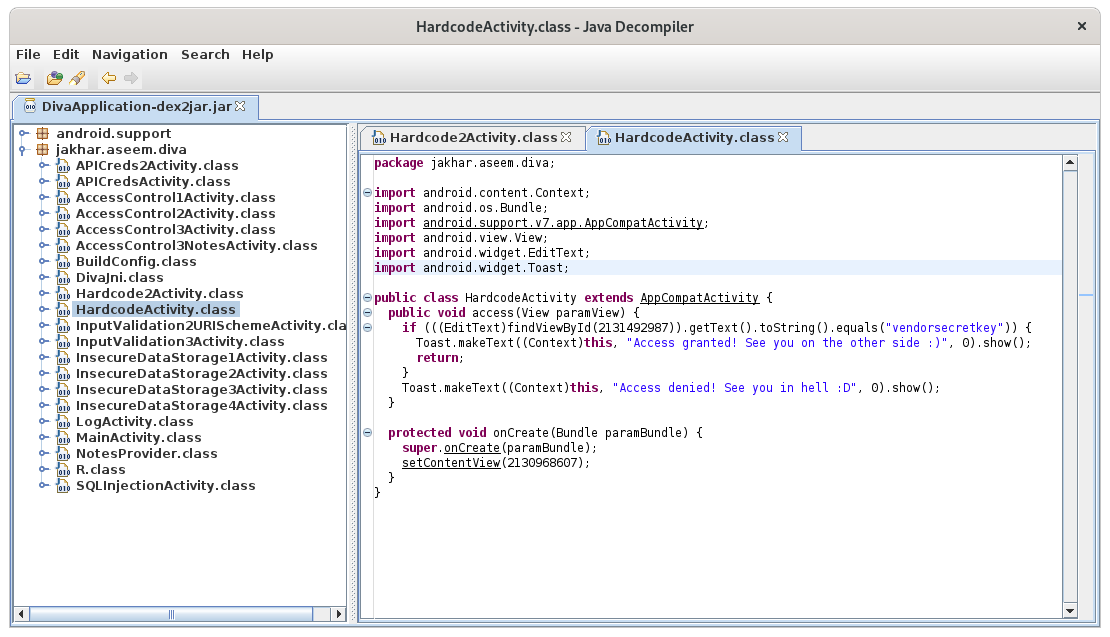 HardcodeActivity.class - Java Decompiler
File Edit Navigation Search Help
DivaApplication-dex2jar.jar
android.support
jakhar.aseem.diva
APICreds2Activity.class
APICredsActivity.class
AccessControl1Activity.class
AccessControl2Activity.class
AccessControl3Activity.class
AccessControl3NotesActivity.class
BuildConfig.class
DivaJni.class
Hardcode2Activity.class
HardcodeActivity.class
InputValidation2URISchemeActivity.cla
InputValidation3Activity.class
InsecureDataStorage1Activity.class
InsecureDataStorage2Activity.class
InsecureDataStorage3Activity.class
InsecureDataStorage4Activity.class
LogActivity.class
MainActivity.class
NotesProvider.class
R.class
SQLInjectionActivity.class
Hardcode2Activity.class HardcodeActivity.class
package jakhar.aseem.diva;
import android.content.Context;
import android.os.Bundle;
import android.support.v7.app.AppCompatActivity;
import android.view.View;
import android.widget.EditText;
import android.widget.Toast;
public class HardcodeActivity extends AppCompatActivity {
public void access(View paramView) {
if (((EditText)findViewById(2131492987)).getText().toString().equals("vendorsecretkey")) {
Toast.makeText((Context)this, "Access granted! See you on the other side :)", 0).show();
return;
}
Toast.makeText((Context)this, "Access denied! See you in hell :D", 0).show();
}
protected void onCreate(Bundle paramBundle) {
super.onCreate(paramBundle);
setContentView(2130968607);
}
}